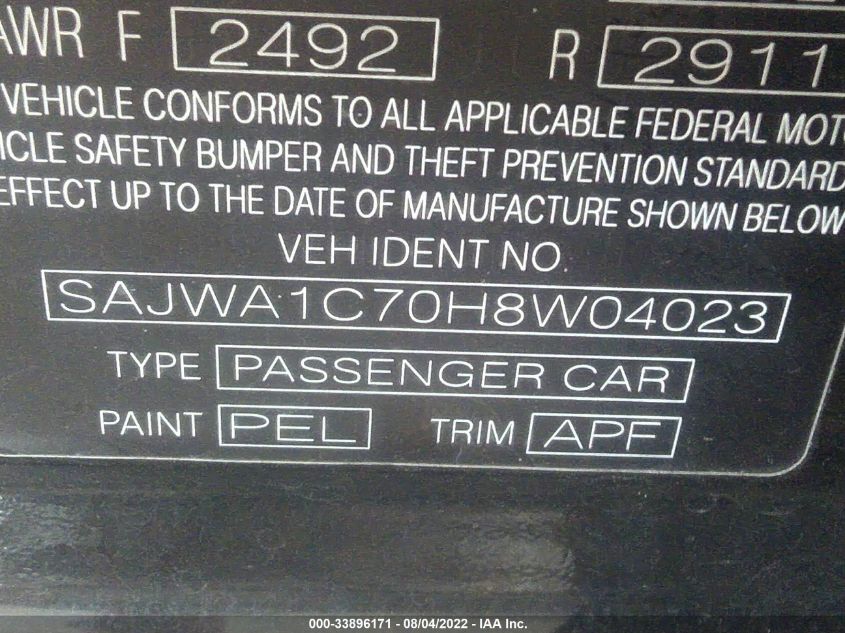 AWR F 2492 R 2911
VEHICLE CONFORMS TO ALL APPLICABLE FEDERAL MOTO
ICLE SAFETY BUMPER AND THEFT PREVENTION STANDARD
EFFECT UP TO THE DATE OF MANUFACTURE SHOWN BELOW
VEH IDENT NO.
SAJWA1C70H8W04023
TYPE PASSENGER CAR
PAINT PEL TRIM APF
000-33896171 - 08/04/2022 - IAA Inc.